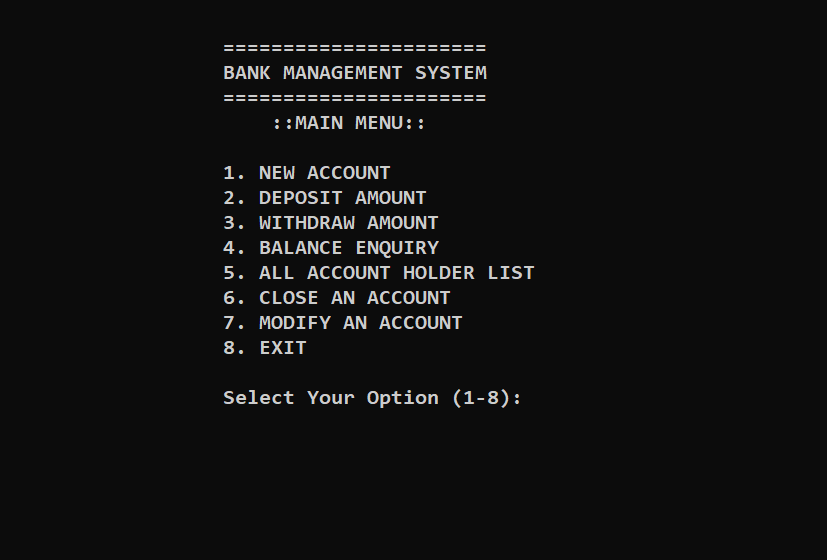 ======================
BANK MANAGEMENT SYSTEM
======================
::MAIN MENU::
1. NEW ACCOUNT
2. DEPOSIT AMOUNT
3. WITHDRAW AMOUNT
4. BALANCE ENQUIRY
5. ALL ACCOUNT HOLDER LIST
6. CLOSE AN ACCOUNT
7. MODIFY AN ACCOUNT
8. EXIT
Select Your Option (1-8):